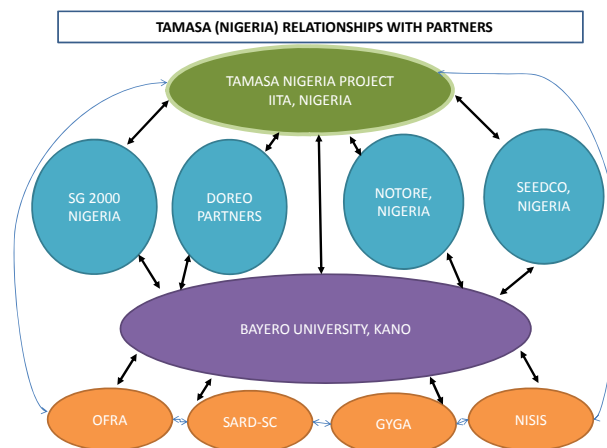 TAMASA (NIGERIA) RELATIONSHIPS WITH PARTNERS
TAMASA NIGERIA PROJECT
IITA, NIGERIA
SG 2000
NIGERIA
DOREO
PARTNERS
NOTORE,
NIGERIA
SEEDCO,
NIGERIA
BAYERO UNIVERSITY, KANO
OFRA
SARD-SC
GYGA
NISIS